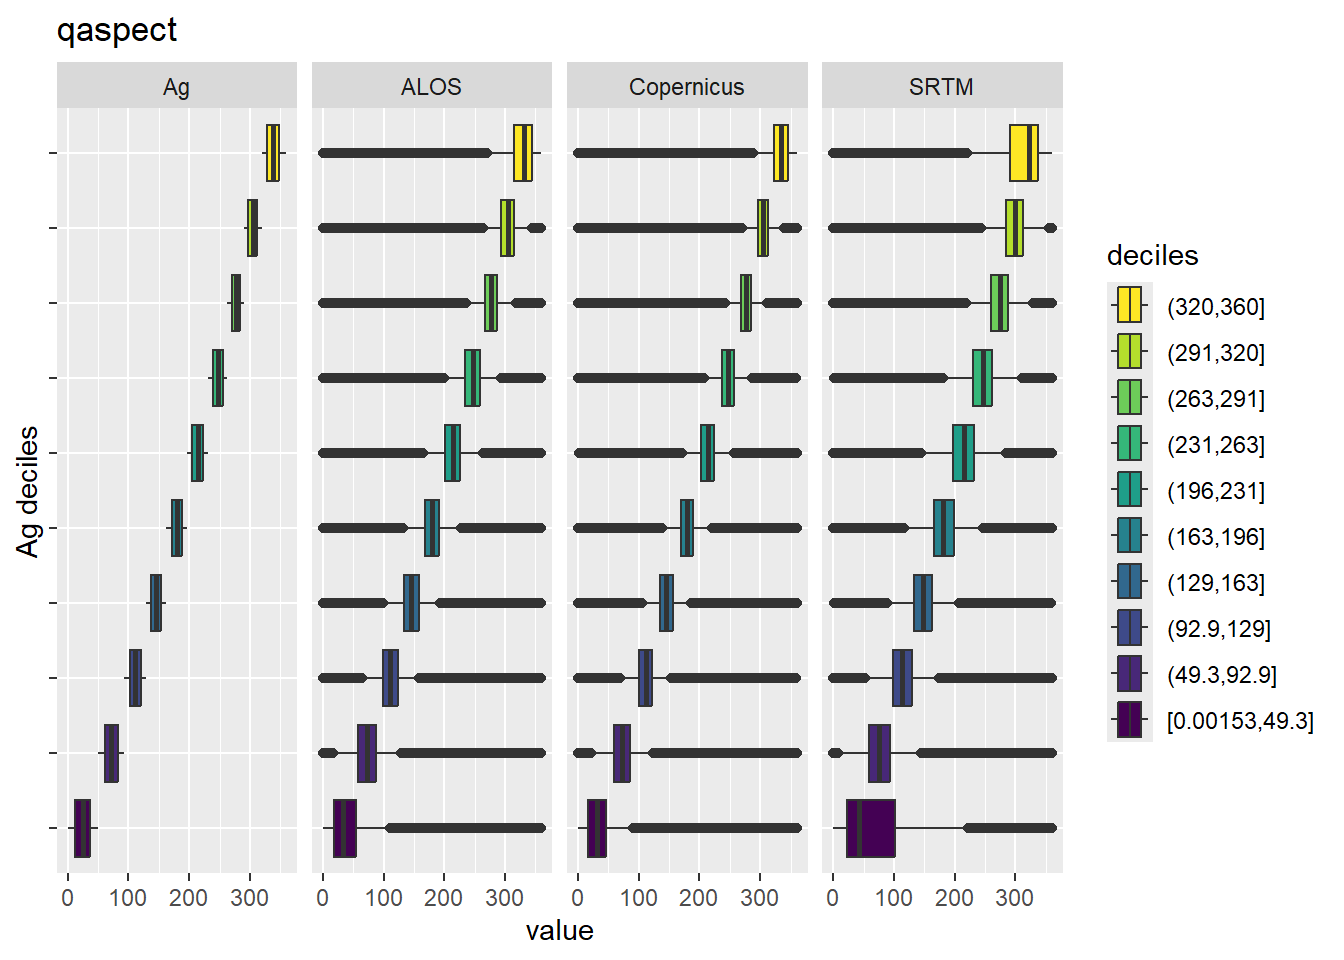 qaspect
Ag ALOS Copernicus SRTM
Ag deciles
0 100 200 300 0 100 200 300 0 100 200 300 0 100 200 300
value
deciles
(320,360]
(291,320]
(263,291]
(231,263]
(196,231]
(163,196]
(129,163]
(92.9,129]
(49.3,92.9]
[0.00153,49.3]